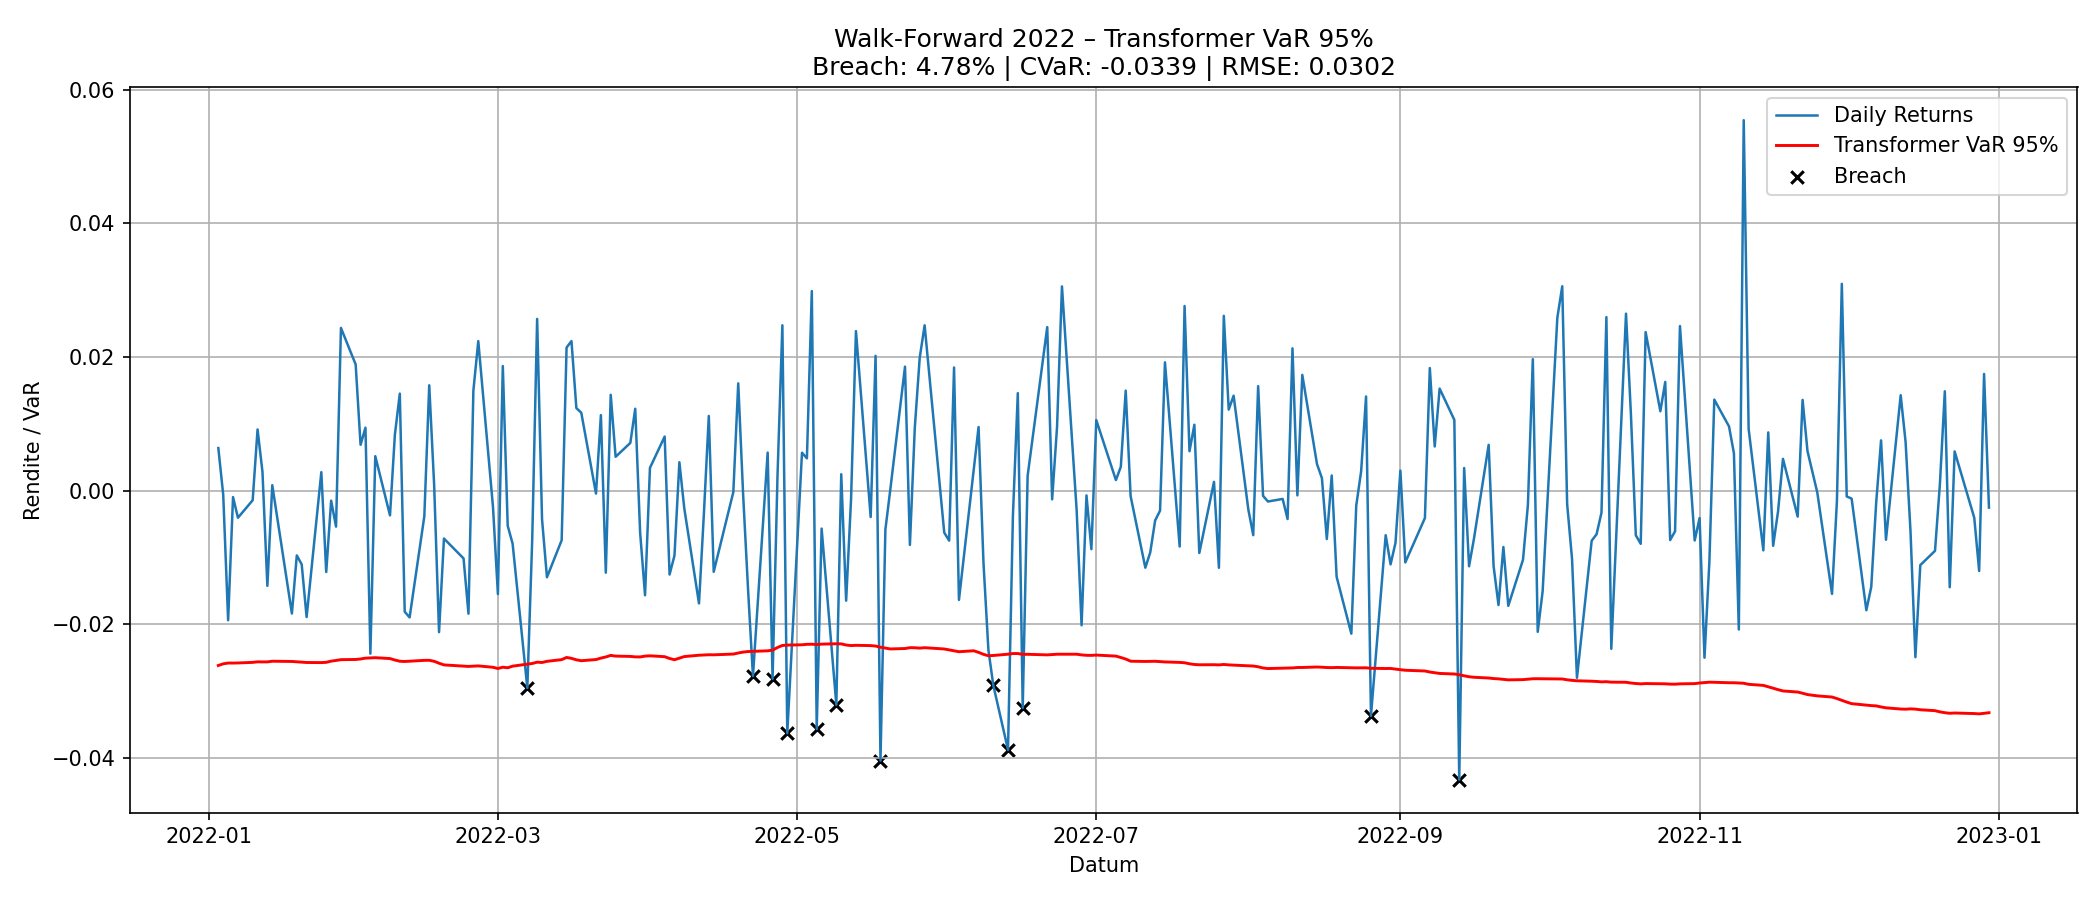 Walk-Forward 2022 – Transformer VaR 95%
Breach: 4.78% | CVaR: -0.0339 | RMSE: 0.0302
Daily Returns
Transformer VaR 95%
Breach
Rendite / VaR
0.06
0.04
0.02
0.00
−0.02
−0.04
2022-01
2022-03
2022-05
2022-07
2022-09
2022-11
2023-01
Datum